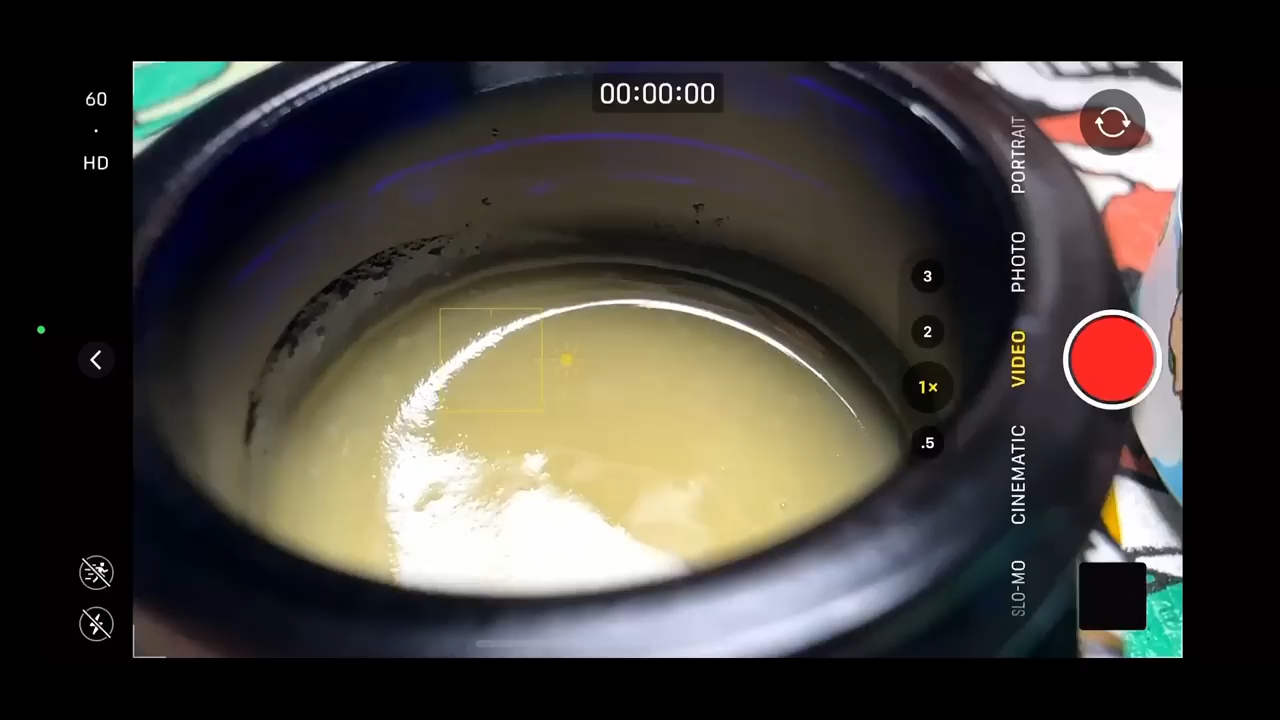 60
HD
00:00:00
3
2
1×
.5
PORTRAIT
PHOTO
VIDEO
CINEMATIC
SLO-MO